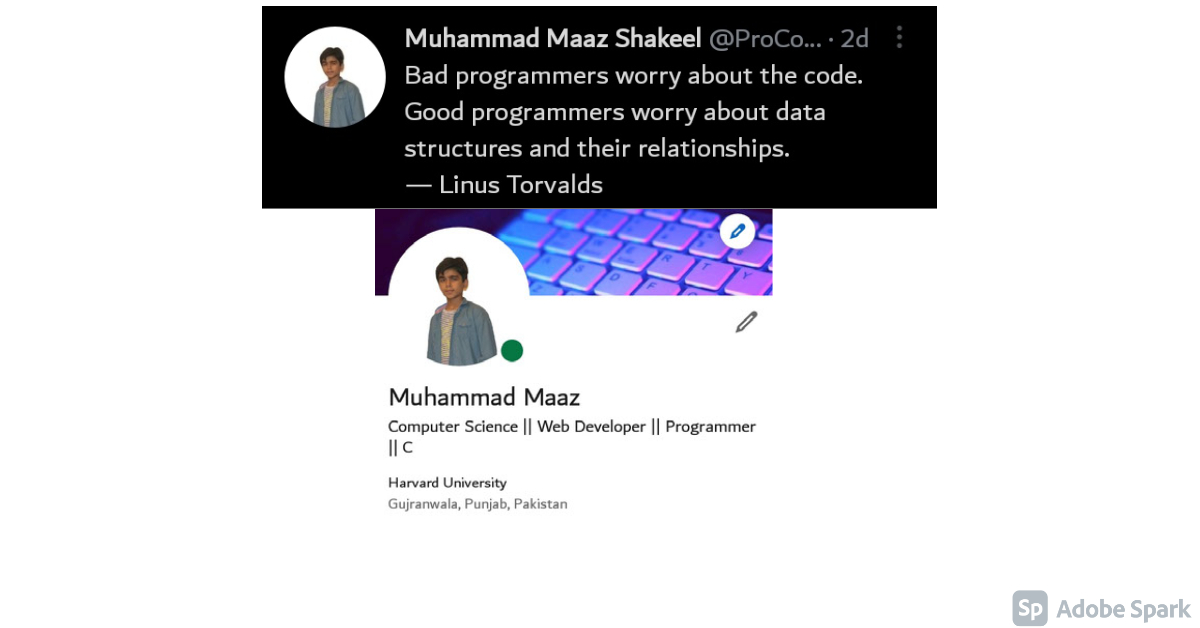 Muhammad Maaz Shakeel @ProCo... · 2d
Bad programmers worry about the code.
Good programmers worry about data
structures and their relationships.
— Linus Torvalds
Muhammad Maaz
Computer Science || Web Developer || Programmer
|| C
Harvard University
Gujranwala, Punjab, Pakistan
Sp Adobe Spark